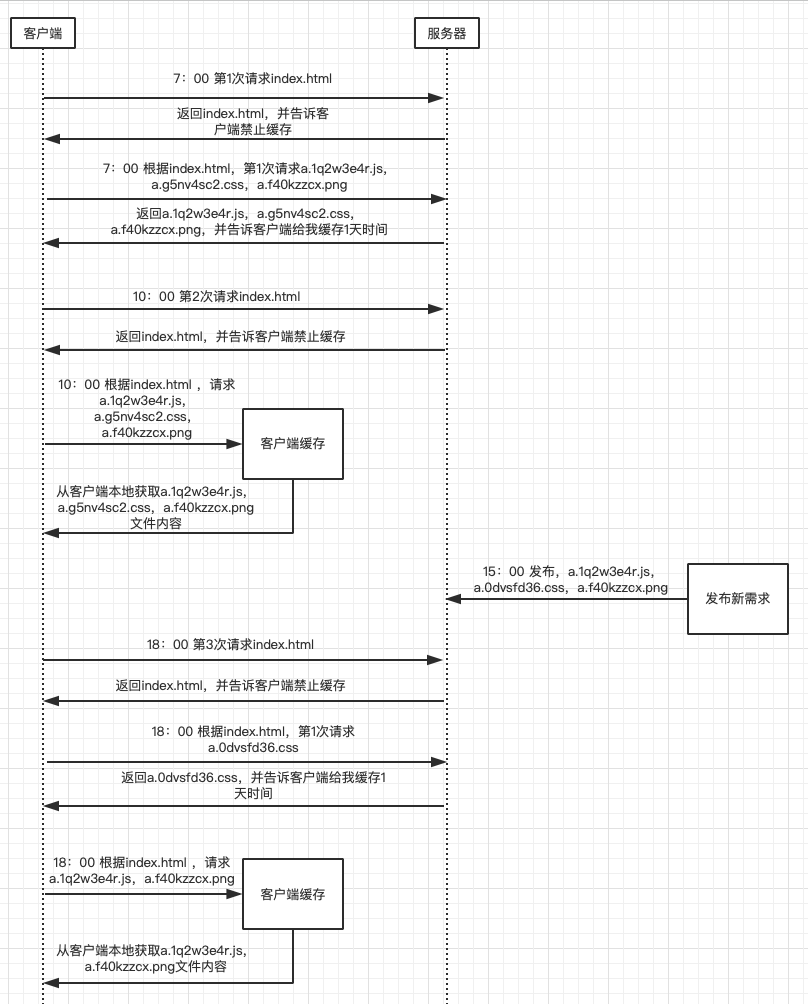 客户端
服务器
7：00 第1次请求index.html
返回index.html，并告诉客
户端禁止缓存
7：00 根据index.html，第1次请求a.1q2w3e4r.js，
a.g5nv4sc2.css，a.f40kzzcx.png
返回a.1q2w3e4r.js，a.g5nv4sc2.css，
a.f40kzzcx.png，并告诉客户端给我缓存1天时间
10：00 第2次请求index.html
返回index.html，并告诉客户端禁止缓存
10：00 根据index.html ，请求
a.1q2w3e4r.js，
a.g5nv4sc2.css，
a.f40kzzcx.png
客户端缓存
从客户端本地获取a.1q2w3e4r.js，
a.g5nv4sc2.css，a.f40kzzcx.png
文件内容
15：00 发布，a.1q2w3e4r.js，
a.0dvsfd36.css，a.f40kzzcx.png
发布新需求
18：00 第3次请求index.html
返回index.html，并告诉客户端禁止缓存
18：00 根据index.html，第1次请求
a.0dvsfd36.css
返回a.0dvsfd36.css，并告诉客户端给我缓存1
天时间
18：00 根据index.html ，请求
a.1q2w3e4r.js，a.f40kzzcx.png
客户端缓存
从客户端本地获取a.1q2w3e4r.js，
a.f40kzzcx.png文件内容